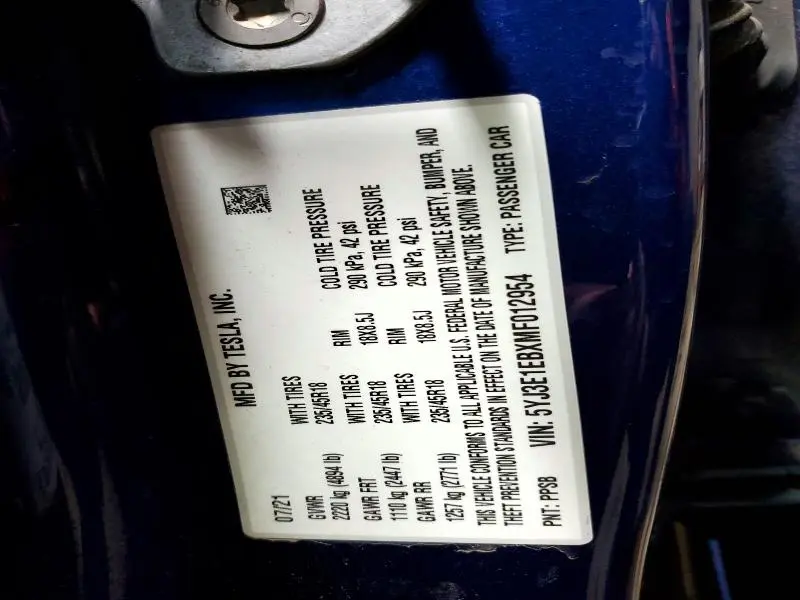 MFD BY TESLA, INC.
07/21
GVWR WITH TIRES RIM COLD TIRE PRESSURE
2220 kg (4894 lb) 235/45R18 18X8.5J 290 kPa, 42 psi
GAWR FRT WITH TIRES RIM COLD TIRE PRESSURE
1110 kg (2447 lb) 235/45R18 18X8.5J 290 kPa, 42 psi
GAWR RR WITH TIRES
1257 kg (2771 lb) 235/45R18
THIS VEHICLE CONFORMS TO ALL APPLICABLE U.S. FEDERAL MOTOR VEHICLE SAFETY, BUMPER, AND
THEFT PREVENTION STANDARDS IN EFFECT ON THE DATE OF MANUFACTURE SHOWN ABOVE.
PNT: PPSB VIN: 5YJ3E1EBXMF012954 TYPE: PASSENGER CAR